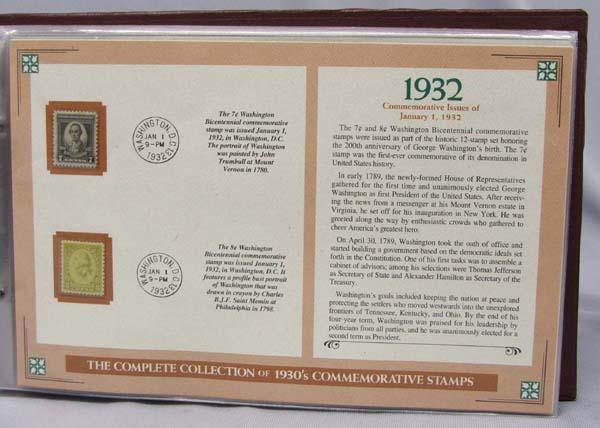 The 7¢ Washington
Bicentennial commemorative
stamp was issued January 1,
1932, in Washington, D.C.
The portrait of Washington
was painted by John
Trumbull at Mount
Vernon in 1780.
WASHINGTON, D.C.
JAN 1
9-PM
1932
7
The 8¢ Washington
Bicentennial commemorative
stamp was issued January 1,
1932, in Washington, D.C. It
features a profile bust portrait
of Washington that was
drawn in crayon by Charles
B.J.F. Saint Memin at
Philadelphia in 1798.
WASHINGTON, D.C.
JAN 1
9-PM
1932
1932
Commemorative Issues of
January 1, 1932
The 7¢ and 8¢ Washington Bicentennial commemorative
stamps were issued as part of the historic 12-stamp set honoring
the 200th anniversary of George Washington's birth. The 7¢
stamp was the first-ever commemorative of its denomination in
United States history.
In early 1789, the newly-formed House of Representatives
gathered for the first time and unanimously elected George
Washington as first President of the United States. After receiv-
ing the news from a messenger at his Mount Vernon estate in
Virginia, he set off for his inauguration in New York. He was
greeted along the way by enthusiastic crowds who gathered to
cheer America's greatest hero.
On April 30, 1789, Washington took the oath of office and
started building a government based on the democratic ideals set
forth in the Constitution. One of his first tasks was to assemble a
cabinet of advisors; among his selections were Thomas Jefferson
as Secretary of State and Alexander Hamilton as Secretary of the
Treasury.
Washington's goals included keeping the nation at peace and
protecting the settlers who moved westwards into the unexplored
frontiers of Tennessee, Kentucky, and Ohio. By the end of his
four-year term, Washington was praised for his leadership by
politicians from all parties, and he was unanimously elected for a
second term as President.
THE COMPLETE COLLECTION OF 1930's COMMEMORATIVE STAMPS